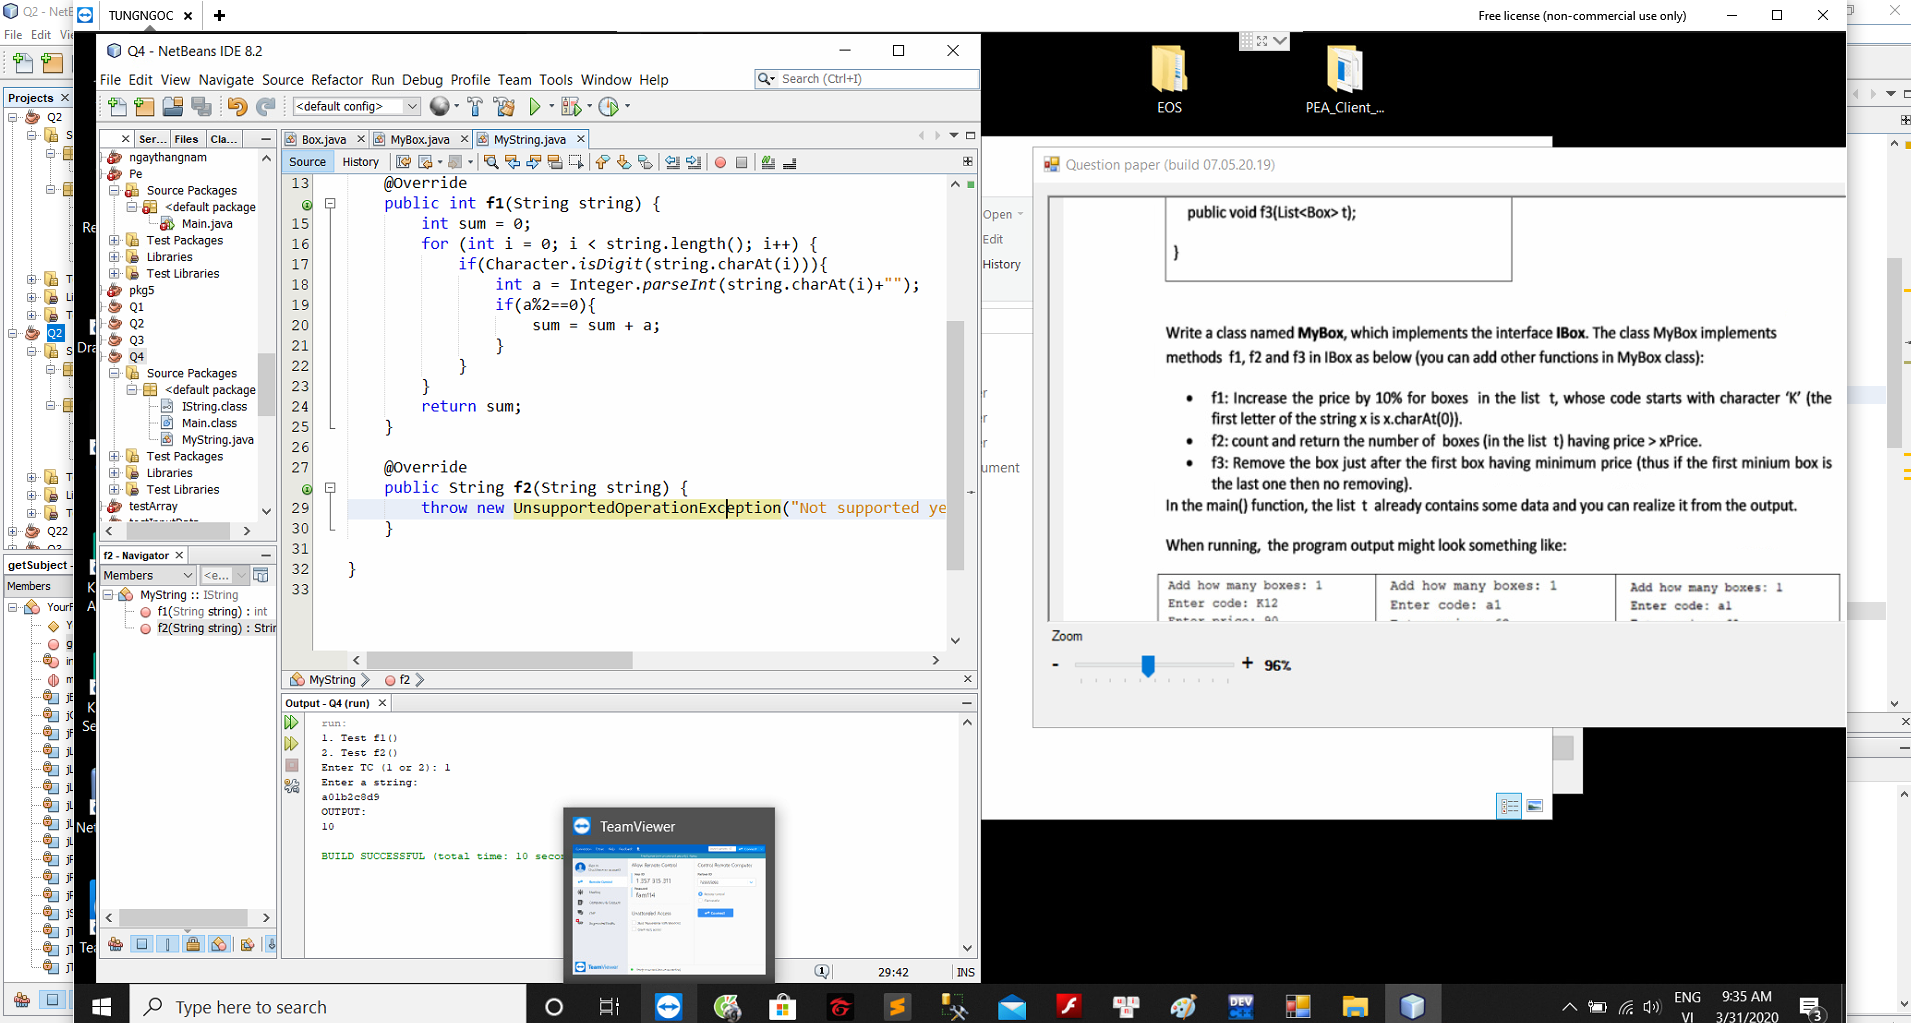 Q2 - NetB
File Edit Vie
TUNGNGOC
Free license (non-commercial use only)
Q4 - NetBeans IDE 8.2
File Edit View Navigate Source Refactor Run Debug Profile Team Tools Window Help
Search (Ctrl+I)
<default config>
EOS
PEA_Client_...
Projects
Q2
Q2
Q22
Ser... Files Cla...
ngaythangnam
Pe
Source Packages
<default package
Main.java
Test Packages
Libraries
Test Libraries
pkg5
Q1
Q2
Q3
Q4
Source Packages
<default package
IString.class
Main.class
MyString.java
Test Packages
Libraries
Test Libraries
testArray
Box.java MyBox.java MyString.java
Source History
13 @Override
public int f1(String string) {
15 int sum = 0;
16 for (int i = 0; i < string.length(); i++) {
17 if(Character.isDigit(string.charAt(i))){
18 int a = Integer.parseInt(string.charAt(i)+"");
19 if(a%2==0){
20 sum = sum + a;
21 }
22 }
23 }
24 return sum;
25 }
26
27 @Override
public String f2(String string) {
29 throw new UnsupportedOperationException("Not supported ye
30 }
31
32 }
33
MyString f2
f2 - Navigator
Members <e...
MyString :: IString
f1(String string) : int
f2(String string) : Strin
getSubject -
Members
YourF
Output - Q4 (run)
run:
1. Test f1()
2. Test f2()
Enter TC (1 or 2): 1
Enter a string:
a01b2c8d9
OUTPUT:
10
BUILD SUCCESSFUL (total time: 10 secon
29:42 INS
TeamViewer
Open
Edit
History
ument
Question paper (build 07.05.20.19)
public void f3(List<Box> t);
}
Write a class named MyBox, which implements the interface IBox. The class MyBox implements
methods f1, f2 and f3 in IBox as below (you can add other functions in MyBox class):
• f1: Increase the price by 10% for boxes in the list t, whose code starts with character ‘K’ (the
first letter of the string x is x.charAt(0)).
• f2: count and return the number of boxes (in the list t) having price > xPrice.
• f3: Remove the box just after the first box having minimum price (thus if the first minium box is
the last one then no removing).
In the main() function, the list t already contains some data and you can realize it from the output.
When running, the program output might look something like:
Add how many boxes: 1 Add how many boxes: 1 Add how many boxes: 1
Enter code: K12 Enter code: a1 Enter code: a1
Zoom
- + 96%
Type here to search
ENG
VI
9:35 AM
3/31/2020
3